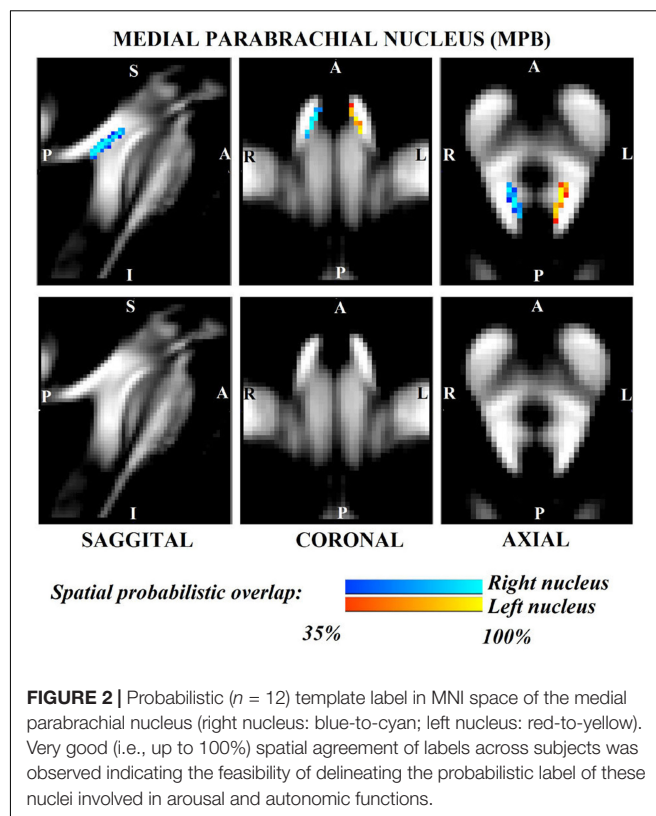 MEDIAL PARABRACHIAL NUCLEUS (MPB)
S
A
A
P
A
R
L
R
L
I
P
P
S
A
A
P
A
R
L
R
L
I
P
P
SAGGITAL
CORONAL
AXIAL
Spatial probabilistic overlap:
Right nucleus
Left nucleus
35%
100%
FIGURE 2 | Probabilistic (n = 12) template label in MNI space of the medial
parabrachial nucleus (right nucleus: blue-to-cyan; left nucleus: red-to-yellow).
Very good (i.e., up to 100%) spatial agreement of labels across subjects was
observed indicating the feasibility of delineating the probabilistic label of these
nuclei involved in arousal and autonomic functions.